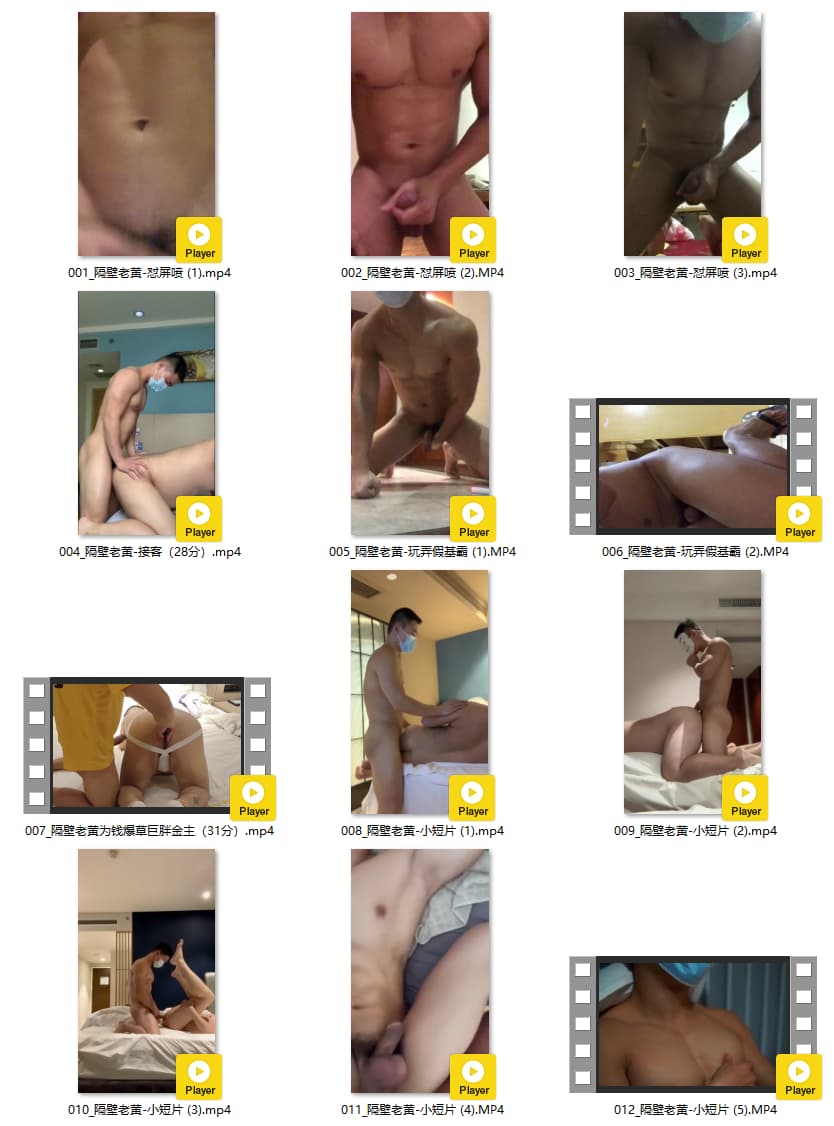 Player
Player
Player
001_隔壁老黄-怼屏喷 (1).mp4
002_隔壁老黄-怼屏喷 (2).MP4
003_隔壁老黄-怼屏喷 (3).mp4
Player
Player
Player
004_隔壁老黄-接客（28分）.mp4
005_隔壁老黄-玩弄假基霸 (1).MP4
006_隔壁老黄-玩弄假基霸 (2).MP4
Player
Player
Player
007_隔壁老黄为钱爆草巨胖金主（31分）.mp4
008_隔壁老黄-小短片 (1).mp4
009_隔壁老黄-小短片 (2).mp4
Player
Player
Player
010_隔壁老黄-小短片 (3).mp4
011_隔壁老黄-小短片 (4).MP4
012_隔壁老黄-小短片 (5).MP4